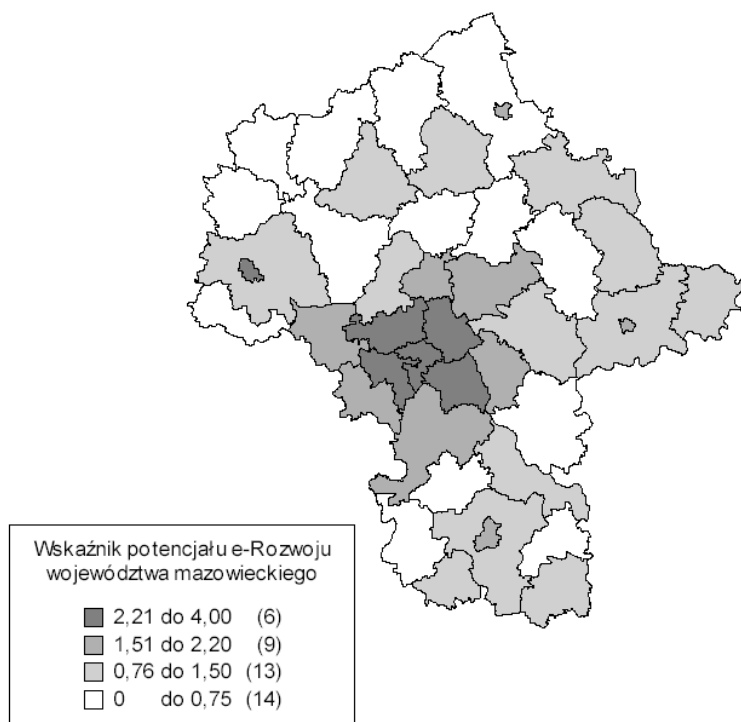 Wskaźnik potencjału e-Rozwoju
województwa mazowieckiego
2,21 do 4,00 (6)
1,51 do 2,20 (9)
0,76 do 1,50 (13)
0 do 0,75 (14)